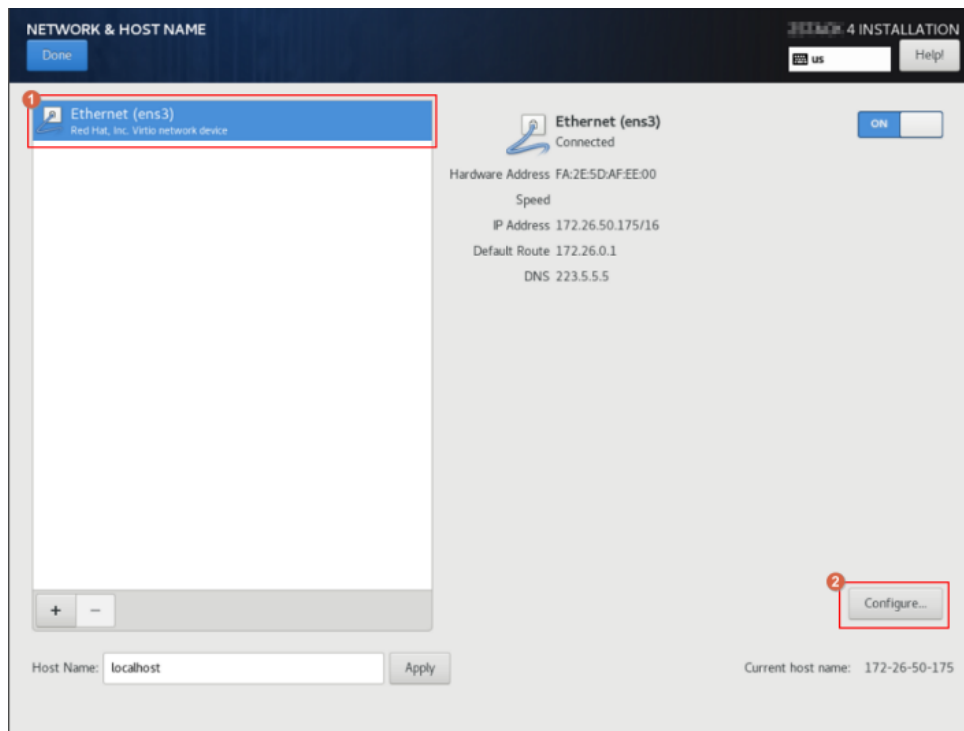 NETWORK & HOST NAME
Done
4 INSTALLATION
us
Help!
1
Ethernet (ens3)
Red Hat, Inc. Virtio network device
Ethernet (ens3)
Connected
ON
Hardware Address FA:2E:5D:AF:EE:00
Speed
IP Address 172.26.50.175/16
Default Route 172.26.0.1
DNS 223.5.5.5
2
Configure...
+ −
Host Name: localhost Apply
Current host name: 172-26-50-175